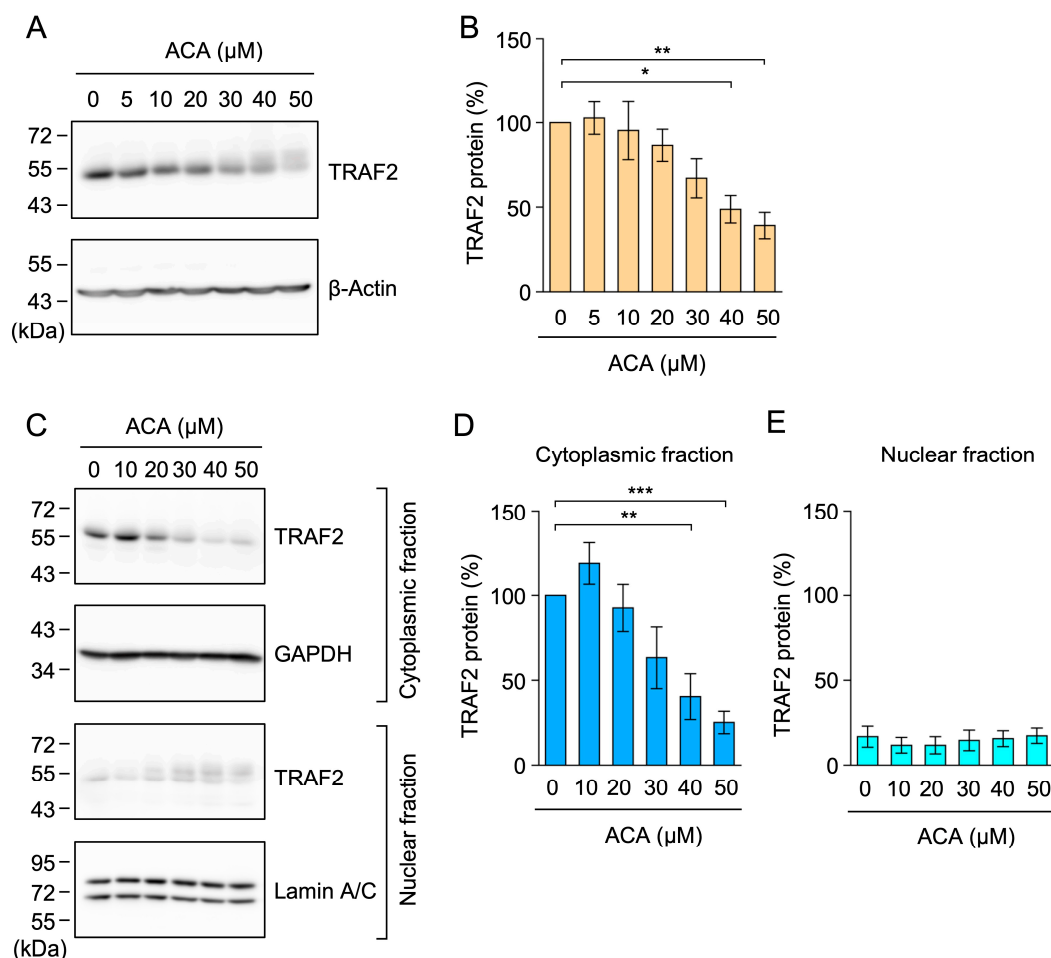 A
ACA (μM)
0 5 10 20 30 40 50
72
55
43
TRAF2
55
43
(kDa)
β-Actin
B
TRAF2 protein (%)
150
100
50
0
**
*
0 5 10 20 30 40 50
ACA (μM)
C
ACA (μM)
0 10 20 30 40 50
72
55
43
TRAF2
43
34
GAPDH
Cytoplasmic fraction
72
55
43
TRAF2
95
72
55
(kDa)
Lamin A/C
Nuclear fraction
D
Cytoplasmic fraction
TRAF2 protein (%)
150
100
50
0
***
**
0 10 20 30 40 50
ACA (μM)
E
Nuclear fraction
TRAF2 protein (%)
150
100
50
0
0 10 20 30 40 50
ACA (μM)